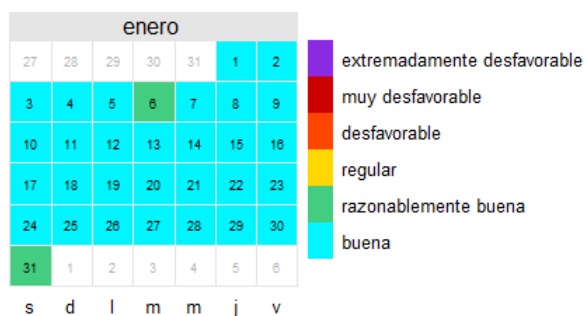 enero
27 28 29 30 31 1 2
3 4 5 6 7 8 9
10 11 12 13 14 15 16
17 18 19 20 21 22 23
24 25 26 27 28 29 30
31 1 2 3 4 5 6
s d l m m j v
extremadamente desfavorable
muy desfavorable
desfavorable
regular
razonablemente buena
buena